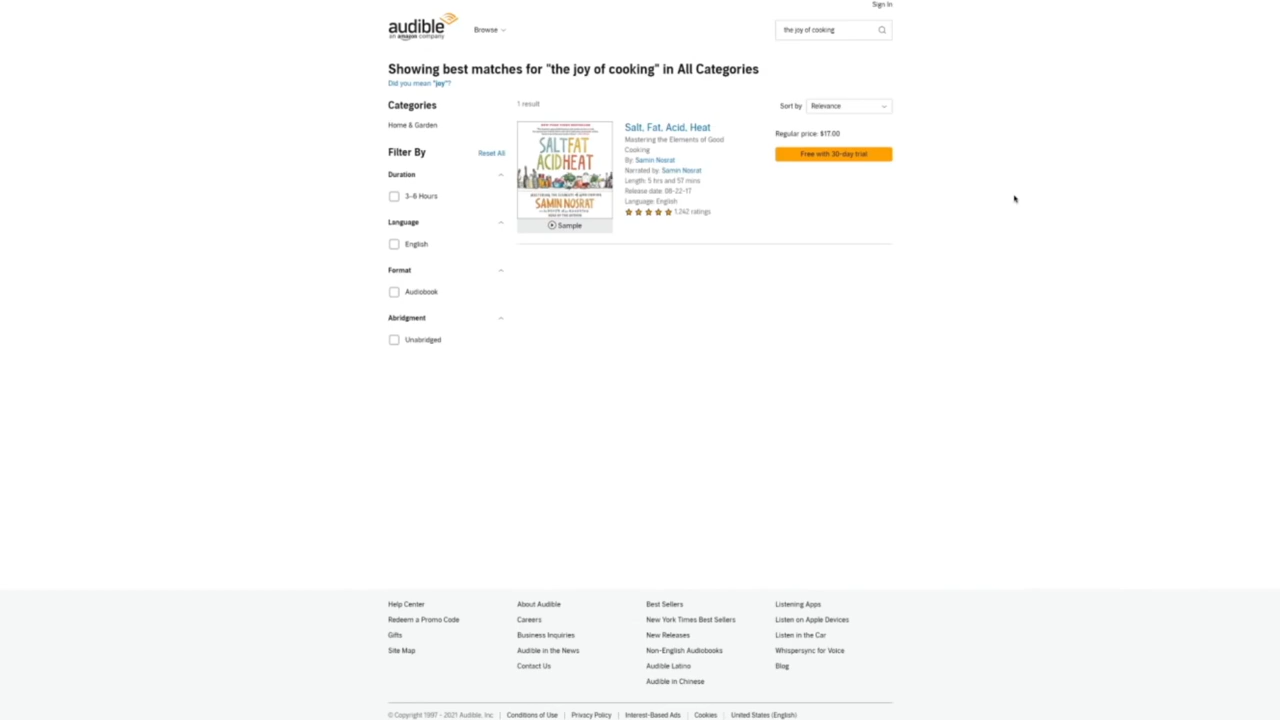 Sign In
audible
an amazon company
Browse
the joy of cooking
Showing best matches for "the joy of cooking" in All Categories
Did you mean "joy"?
Categories
Home & Garden
Filter By
Reset All
Duration
3-6 Hours
Language
English
Format
Audiobook
Abridgment
Unabridged
1 result
Sort by
Relevance
SALT FAT
ACID HEAT
SAMIN NOSRAT
Sample
Salt, Fat, Acid, Heat
Mastering the Elements of Good
Cooking
By: Samin Nosrat
Narrated by: Samin Nosrat
Length: 5 hrs and 57 mins
Release date: 08-22-17
Language: English
1,242 ratings
Regular price: $17.00
Free with 30-day trial
Help Center
Redeem a Promo Code
Gifts
Site Map
About Audible
Careers
Business Inquiries
Audible in the News
Contact Us
Best Sellers
New York Times Best Sellers
New Releases
Non-English Audiobooks
Audible Latino
Audible in Chinese
Listening Apps
Listen on Apple Devices
Listen in the Car
Whispersync for Voice
Blog
© Copyright 1997 - 2021 Audible, Inc | Conditions of Use | Privacy Policy | Interest-Based Ads | Cookies | United States (English)